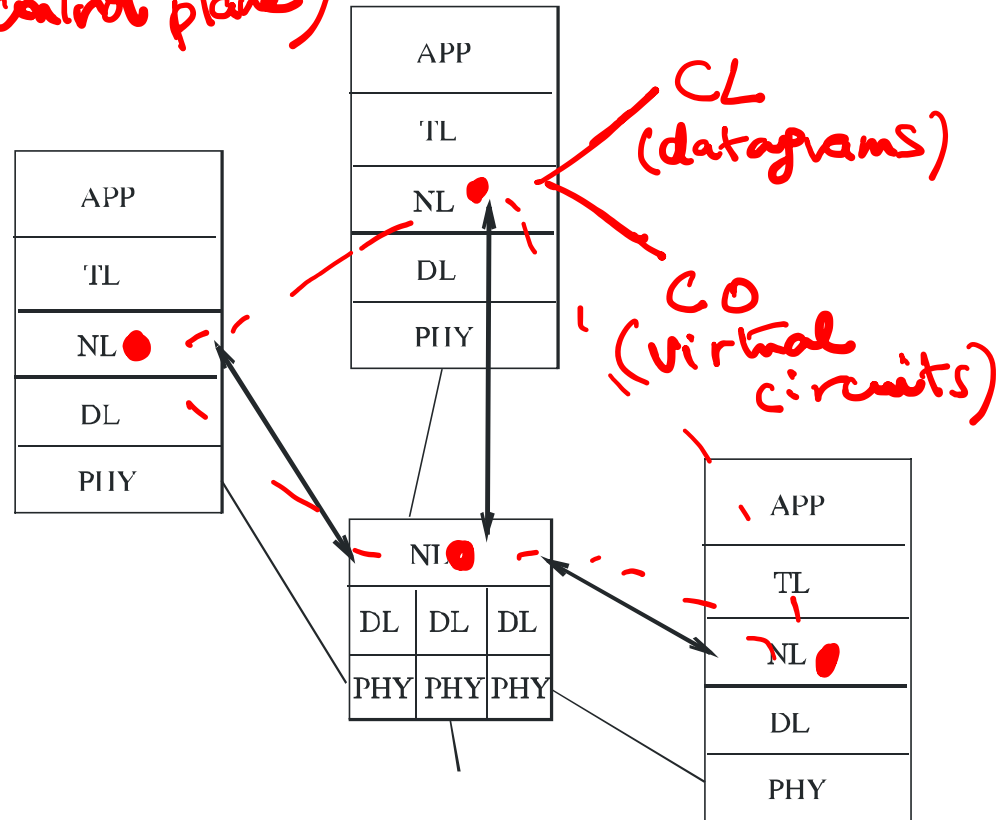 control plane)
APP
TL
NL
DL
PHY
CL
(datagrams)
CO
(virtual
circuits)
APP
TL
NL
DL
PHY
NL
DL DL DL
PHY PHY PHY
APP
TL
NL
DL
PHY